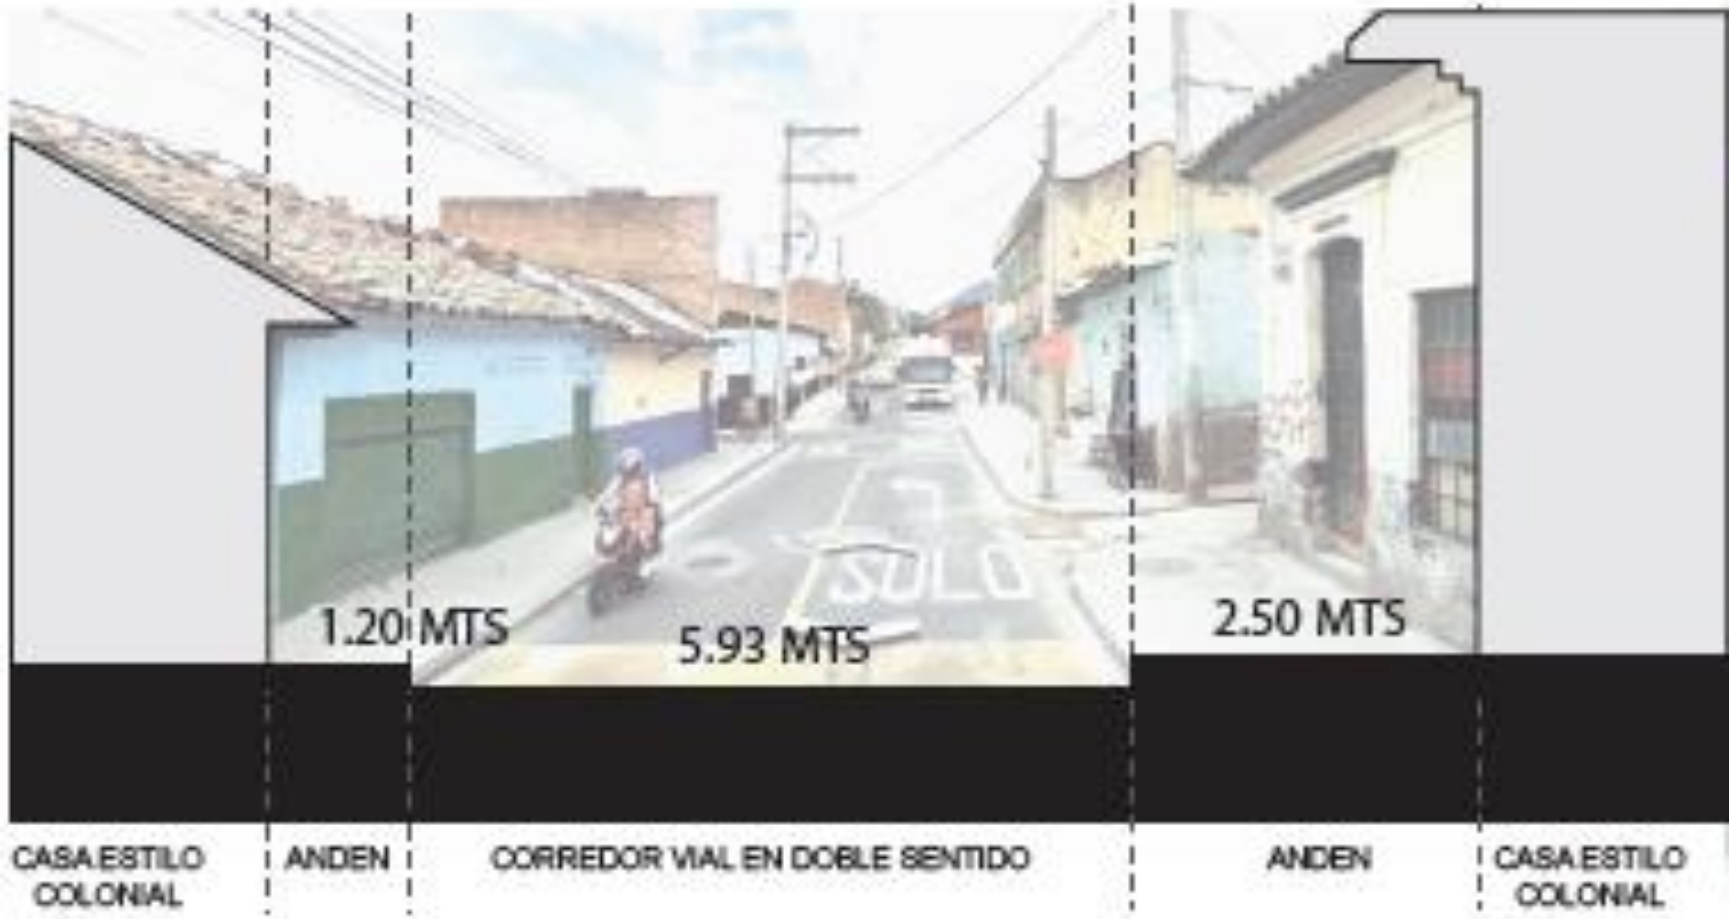 SOLO
1.20 MTS
5.93 MTS
2.50 MTS
CASA ESTILO
COLONIAL
ANDEN
CORREDOR VIAL EN DOBLE SENTIDO
ANDEN
CASA ESTILO
COLONIAL